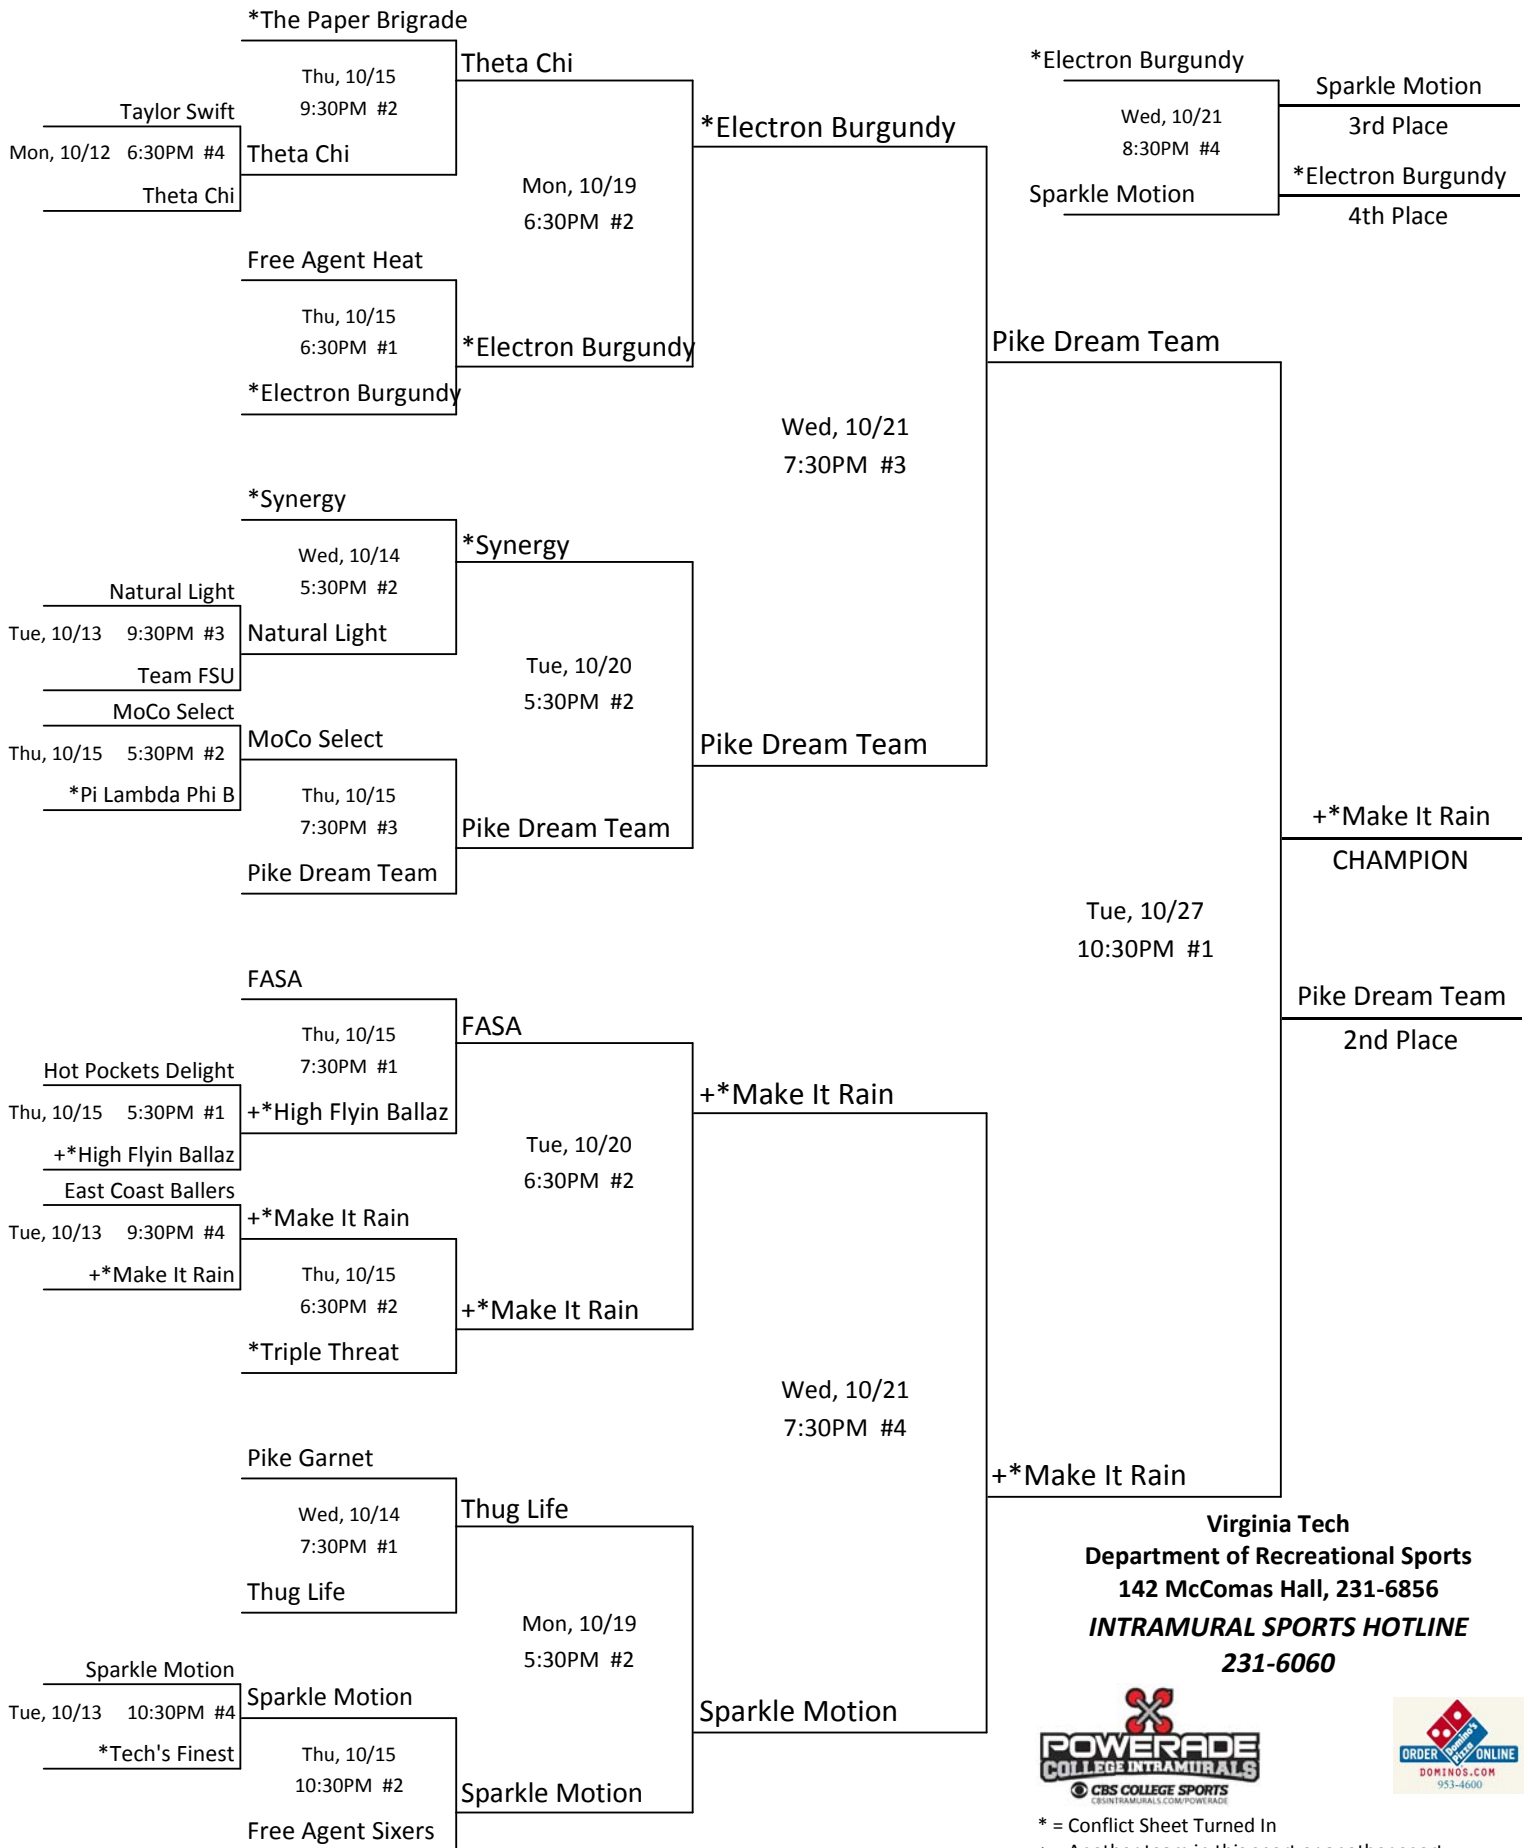 *The Paper Brigrade
Thu, 10/15
9:30PM #2
Taylor Swift
Mon, 10/12 6:30PM #4
Theta Chi
Theta Chi
Theta Chi
Mon, 10/19
6:30PM #2
Free Agent Heat
Thu, 10/15
6:30PM #1
*Electron Burgundy
*Electron Burgundy
*Electron Burgundy
Wed, 10/21
7:30PM #3
*Synergy
Wed, 10/14
5:30PM #2
Natural Light
Tue, 10/13 9:30PM #3
Team FSU
Natural Light
*Synergy
Tue, 10/20
5:30PM #2
MoCo Select
Thu, 10/15 5:30PM #2
*Pi Lambda Phi B
MoCo Select
Thu, 10/15
7:30PM #3
Pike Dream Team
Pike Dream Team
Pike Dream Team
Pike Dream Team
*Electron Burgundy
Wed, 10/21
8:30PM #4
Sparkle Motion
Sparkle Motion
3rd Place
*Electron Burgundy
4th Place
Tue, 10/27
10:30PM #1
+*Make It Rain
CHAMPION
Pike Dream Team
2nd Place
FASA
Thu, 10/15
7:30PM #1
Hot Pockets Delight
Thu, 10/15 5:30PM #1
+*High Flyin Ballaz
+*High Flyin Ballaz
FASA
Tue, 10/20
6:30PM #2
East Coast Ballers
Tue, 10/13 9:30PM #4
+*Make It Rain
+*Make It Rain
Thu, 10/15
6:30PM #2
*Triple Threat
+*Make It Rain
+*Make It Rain
Wed, 10/21
7:30PM #4
Pike Garnet
Wed, 10/14
7:30PM #1
Thug Life
Thug Life
Mon, 10/19
5:30PM #2
Sparkle Motion
Tue, 10/13 10:30PM #4
*Tech's Finest
Sparkle Motion
Thu, 10/15
10:30PM #2
Free Agent Sixers
Sparkle Motion
Sparkle Motion
+*Make It Rain
Virginia Tech
Department of Recreational Sports
142 McComas Hall, 231-6856
INTRAMURAL SPORTS HOTLINE
231-6060
POWERADE
COLLEGE INTRAMURALS
CBS COLLEGE SPORTS
CBSINTRAMURALS.COM/POWERADE
Domino's
Pizza
ORDER ONLINE
DOMINOS.COM
953-4600
* = Conflict Sheet Turned In